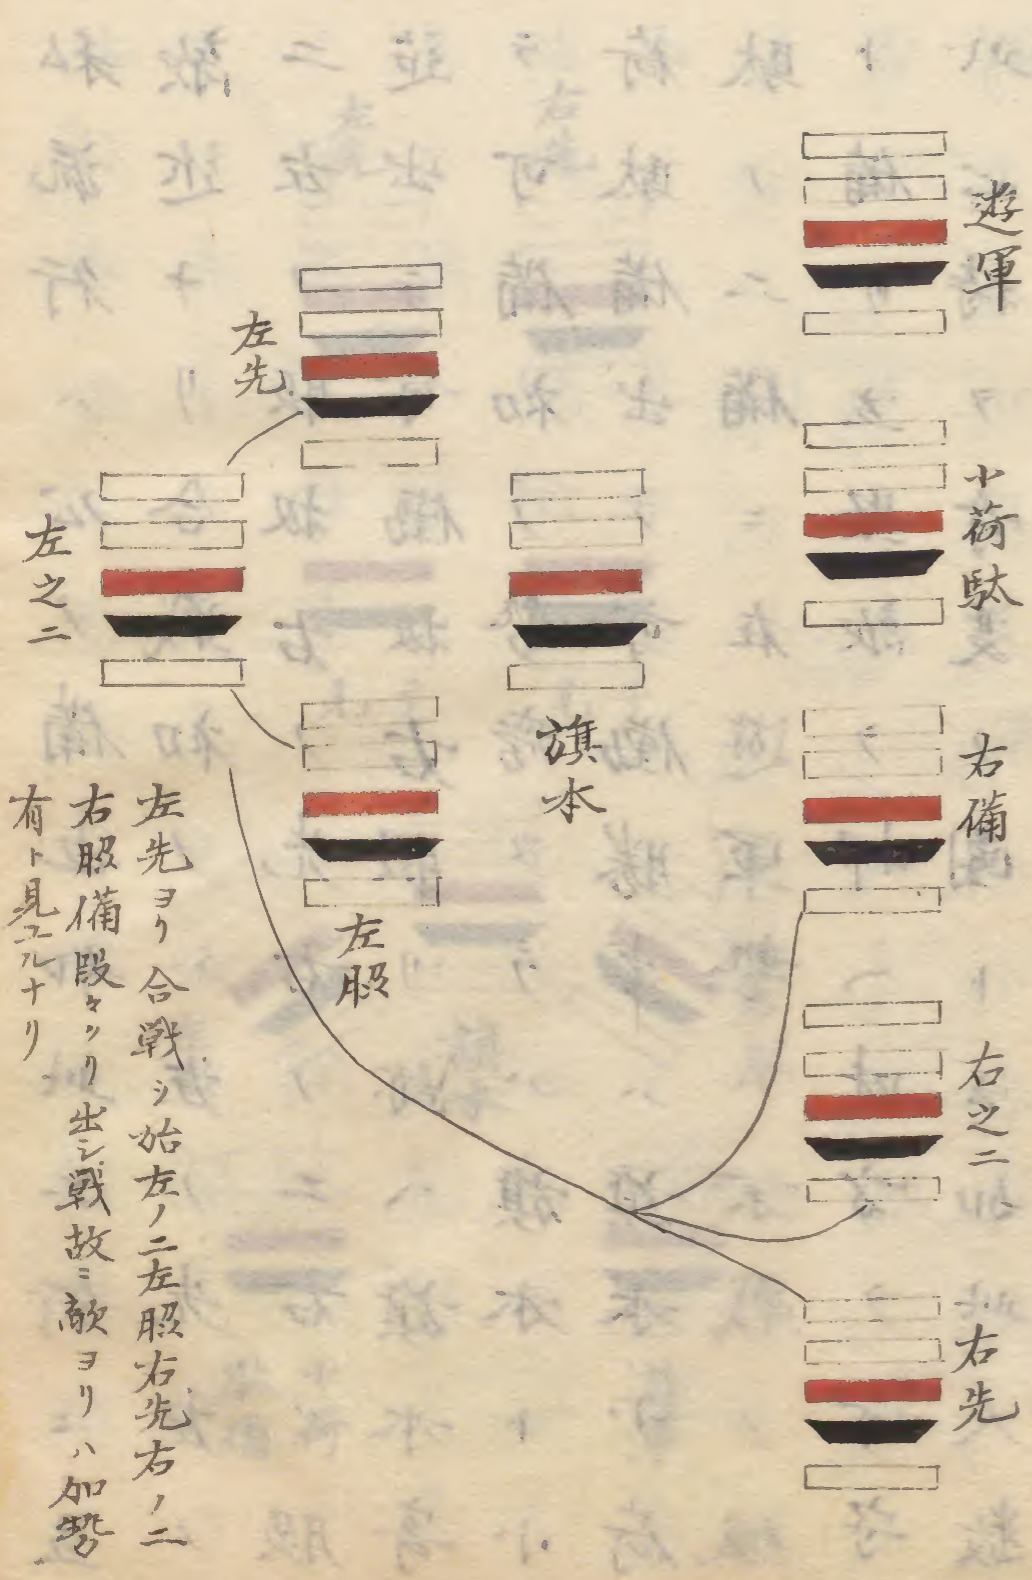 遊軍
小荷駄
右備
右之二
右先
旗本
左先
左脇
左之二
左先ヨリ合戦シ始左ノ二左脇右先右ノ二
右脇備段々クリ出シ戦故ニ敵ヨリハ加勢
有ト見ユルナリ